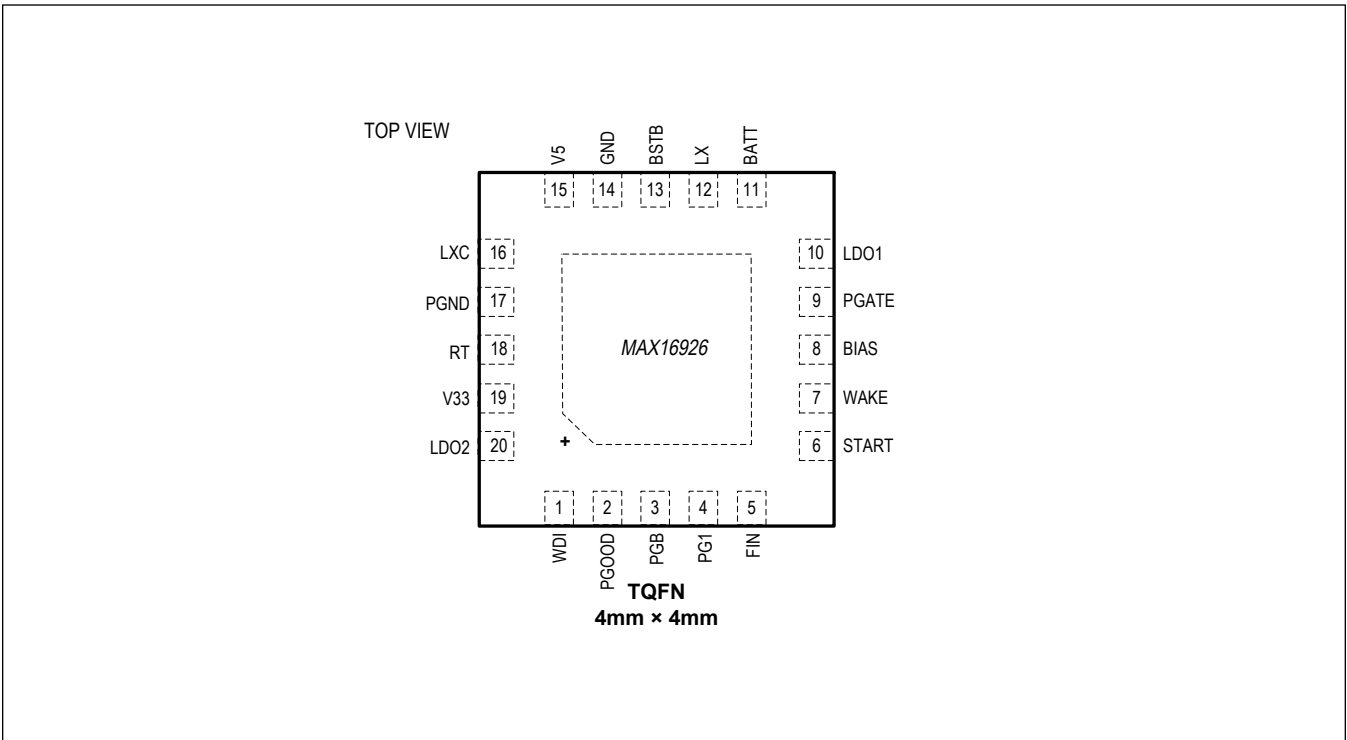 TOP VIEW
V5
GND
BSTB
LX
BATT
15
14
13
12
11
LXC 16
10 LDO1
PGND 17
9 PGATE
RT 18
MAX16926
8 BIAS
V33 19
7 WAKE
LDO2 20
+
6 START
1
2
3
4
5
WDI
PGOOD
PGB
PG1
FIN
TQFN
4mm × 4mm